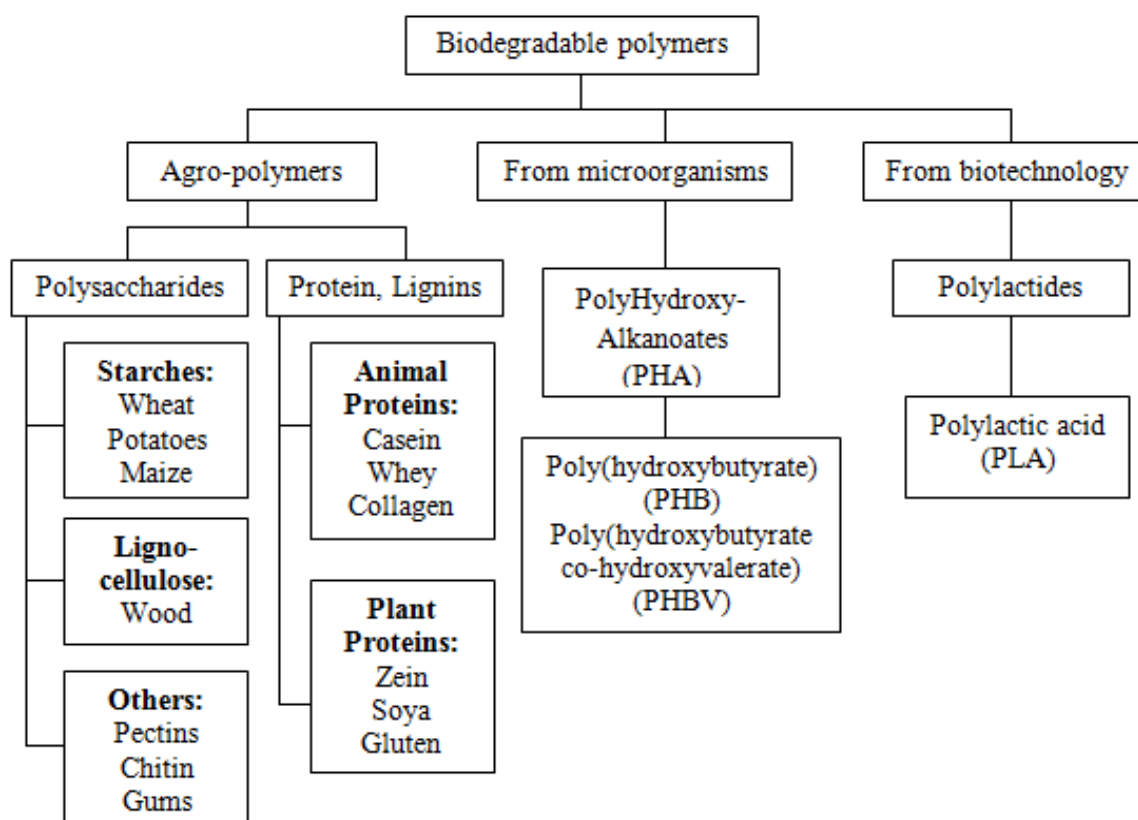 Biodegradable polymers
Agro-polymers
From microorganisms
From biotechnology
Polysaccharides
Protein, Lignins
PolyHydroxy-
Alkanoates
(PHA)
Polylactides
Starches:
Wheat
Potatoes
Maize
Animal
Proteins:
Casein
Whey
Collagen
Poly(hydroxybutyrate)
(PHB)
Poly(hydroxybutyrate
co-hydroxyvalerate)
(PHBV)
Polylactic acid
(PLA)
Ligno-
cellulose:
Wood
Plant
Proteins:
Zein
Soya
Gluten
Others:
Pectins
Chitin
Gums